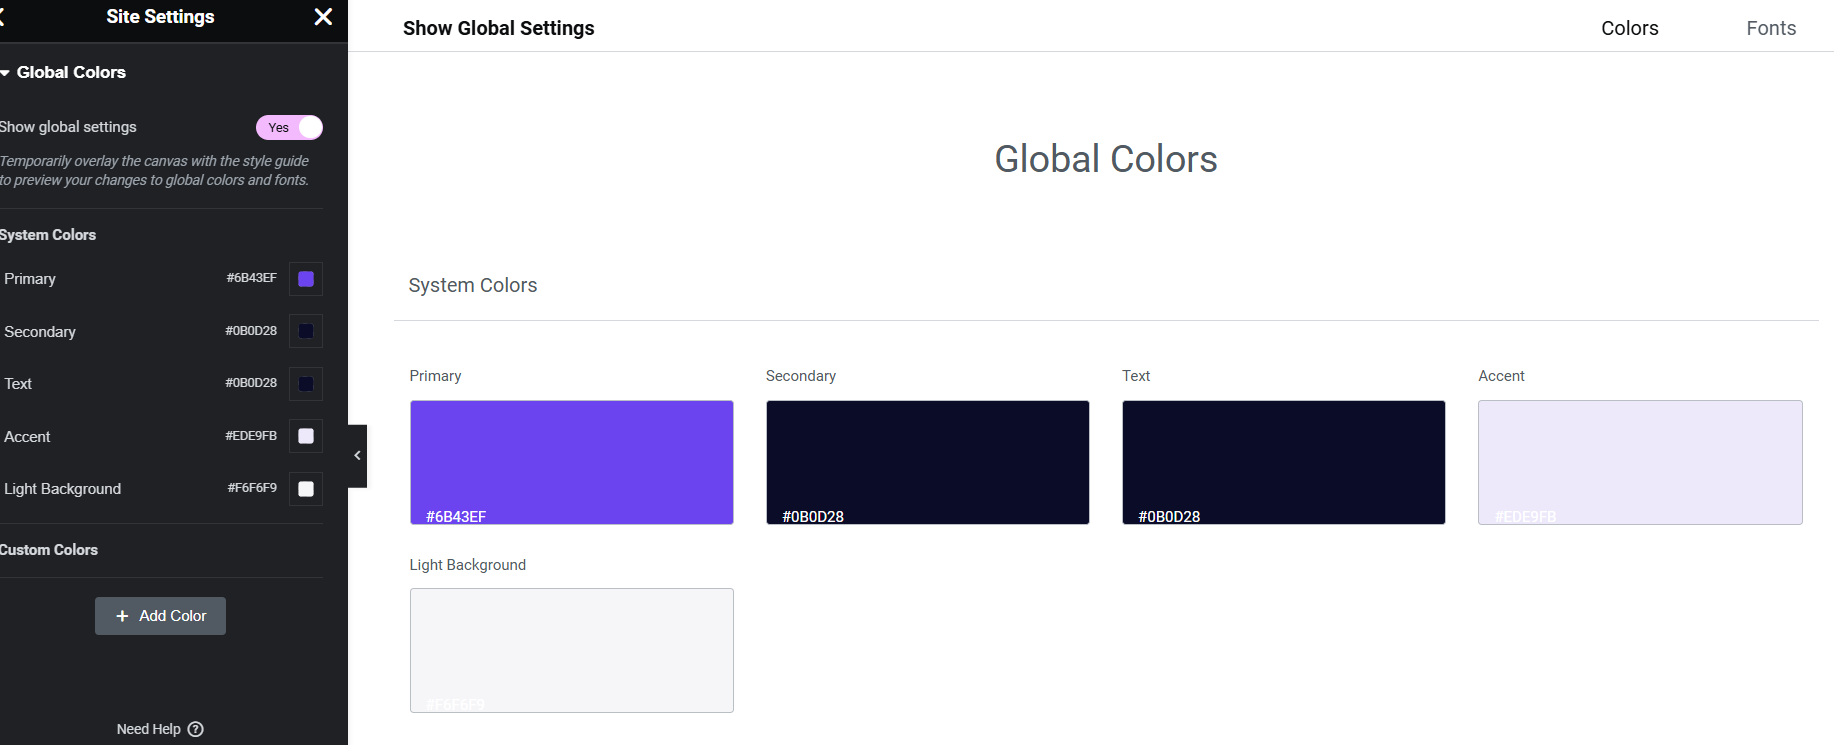 Site Settings
Global Colors
Show global settings
Yes
Temporarily overlay the canvas with the style guide
to preview your changes to global colors and fonts.
System Colors
Primary #6B43EF
Secondary #0B0D28
Text #0B0D28
Accent #EDE9FB
Light Background #F6F6F9
Custom Colors
+ Add Color
Need Help ?
Show Global Settings
Colors Fonts
Global Colors
System Colors
Primary Secondary Text Accent
#6B43EF #0B0D28 #0B0D28 #EDE9FB
Light Background
#F6F6F9